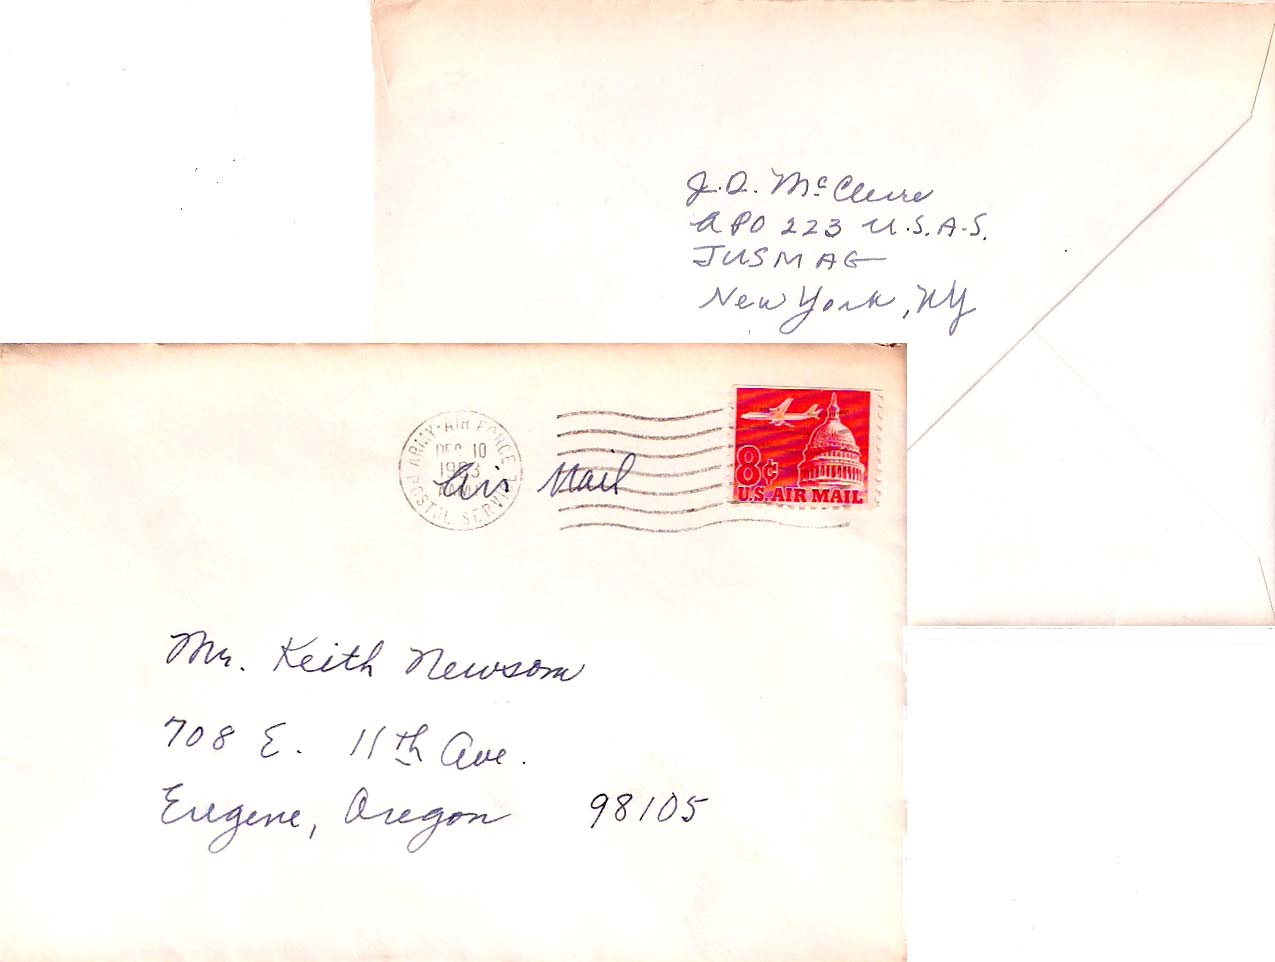 J.D. McClure
APO 223 U.S.A.S.
JUSMAG
New York, NY
ARMY-AIR FORCE
DEC 10
1963
POSTAL SERVICE
Air Mail
8¢
U.S. AIR MAIL
Mr. Keith Newsom
708 E. 11th Ave.
Eugene, Oregon 98105